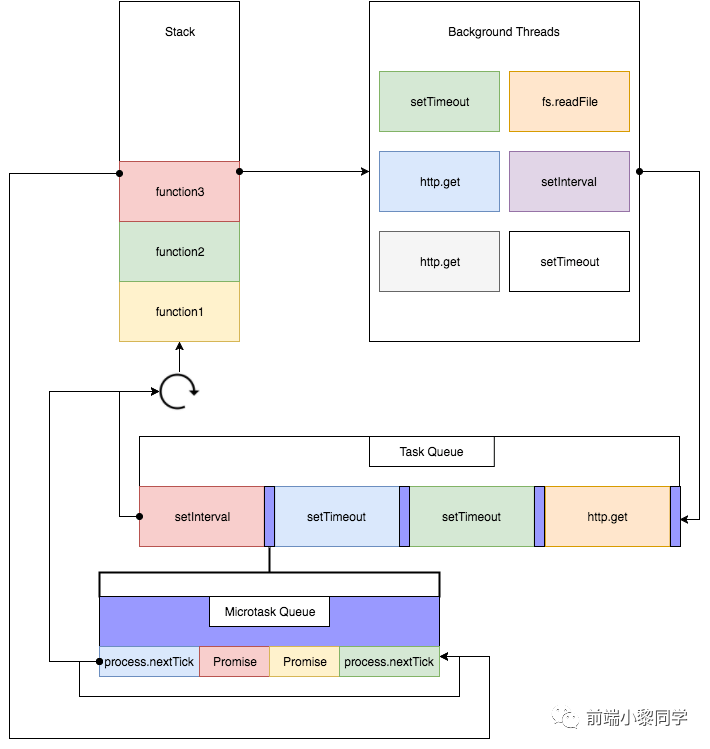 Stack
Background Threads
setTimeout
fs.readFile
function3
http.get
setInterval
function2
http.get
setTimeout
function1
Task Queue
setInterval
setTimeout
setTimeout
http.get
Microtask Queue
process.nextTick
Promise
Promise
process.nextTick
前端小黎同学